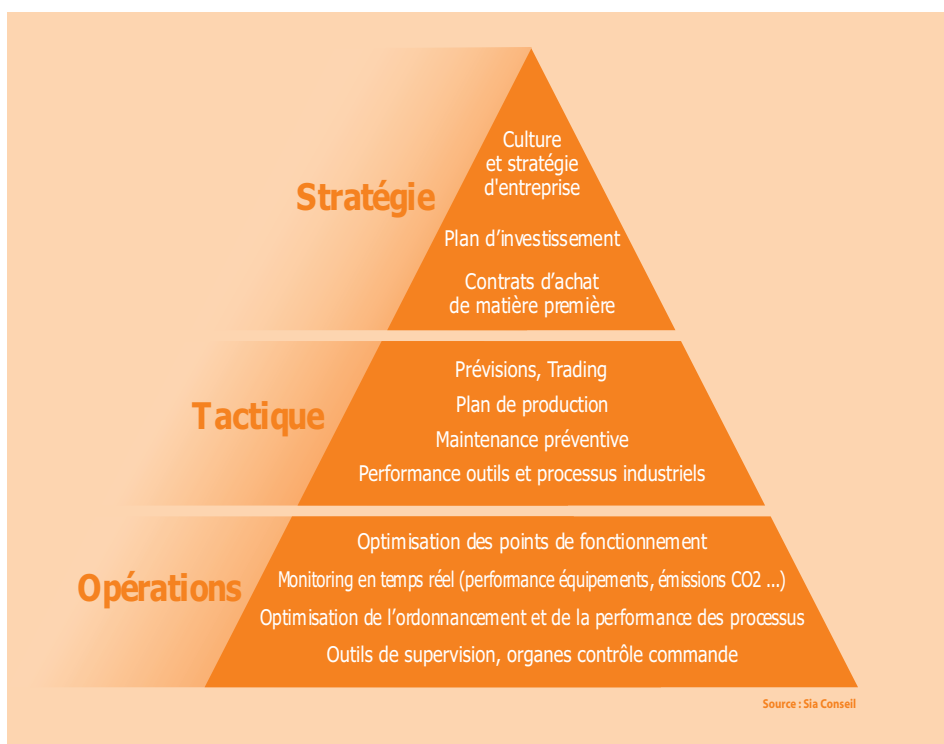 Culture
et stratégie
d'entreprise
Stratégie
Plan d’investissement
Contrats d’achat
de matière première
Prévisions, Trading
Tactique
Plan de production
Maintenance préventive
Performance outils et processus industriels
Optimisation des points de fonctionnement
Opérations
Monitoring en temps réel (performance équipements, émissions CO2 ...)
Optimisation de l’ordonnancement et de la performance des processus
Outils de supervision, organes contrôle commande
Source : Sia Conseil